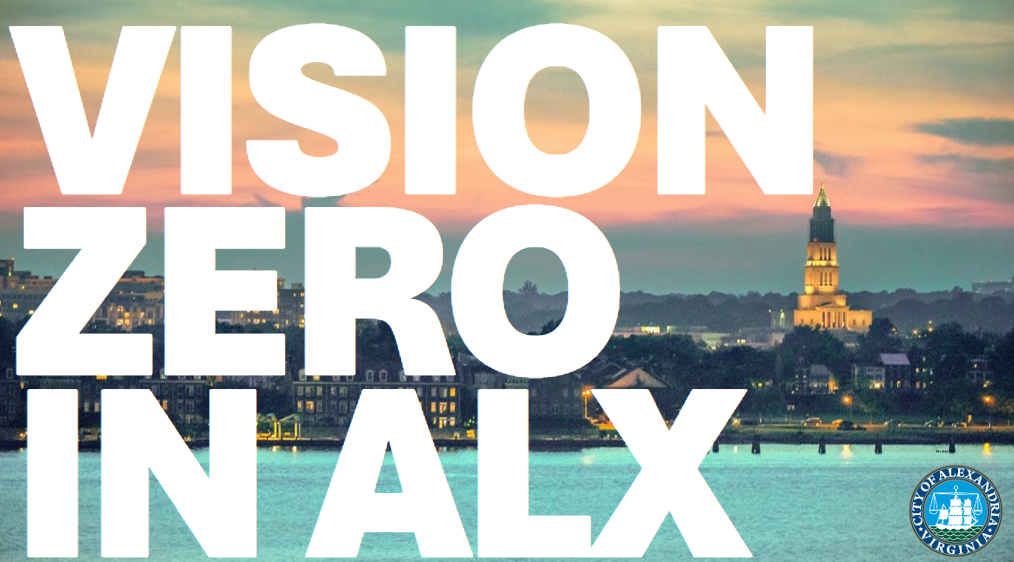 VISION
ZERO
IN ALX
CITY OF ALEXANDRIA
VIRGINIA